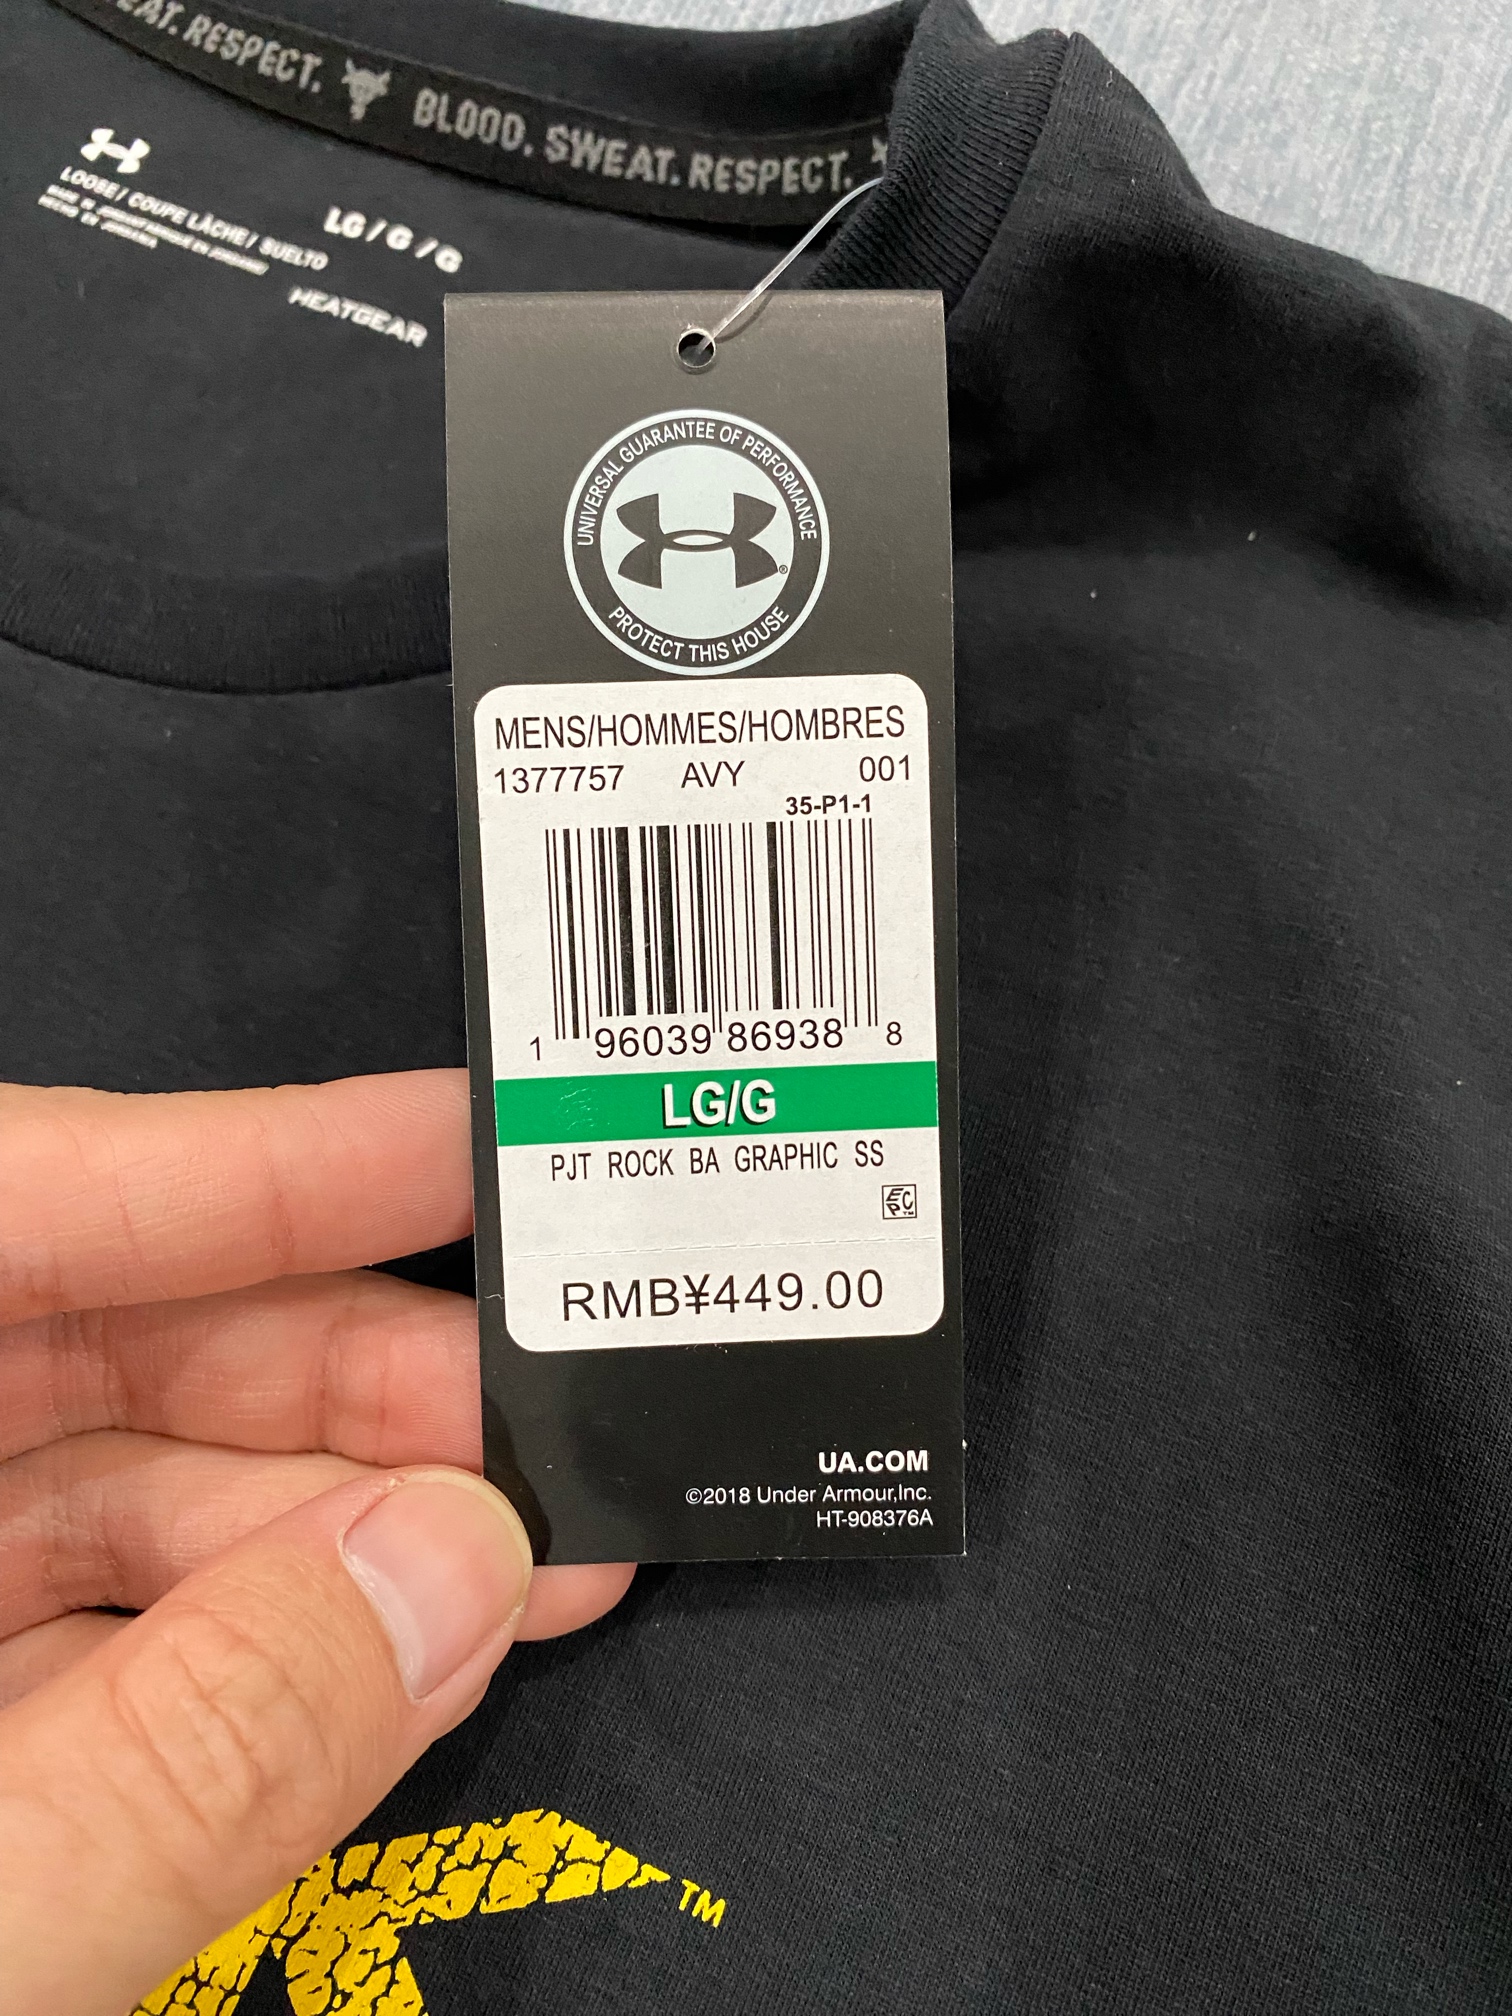 EAT. RESPECT. BLOOD. SWEAT. RESPECT.
LOOSE / COUPE LÂCHE / SUELTO
LG / G / G
HEATGEAR
UNIVERSAL GUARANTEE OF PERFORMANCE
®
PROTECT THIS HOUSE
MENS/HOMMES/HOMBRES
1377757 AVY 001
35-P1-1
1 96039 86938 8
LG/G
PJT ROCK BA GRAPHIC SS
EPC™
RMB¥449.00
UA.COM
©2018 Under Armour,Inc.
HT-908376A
TM